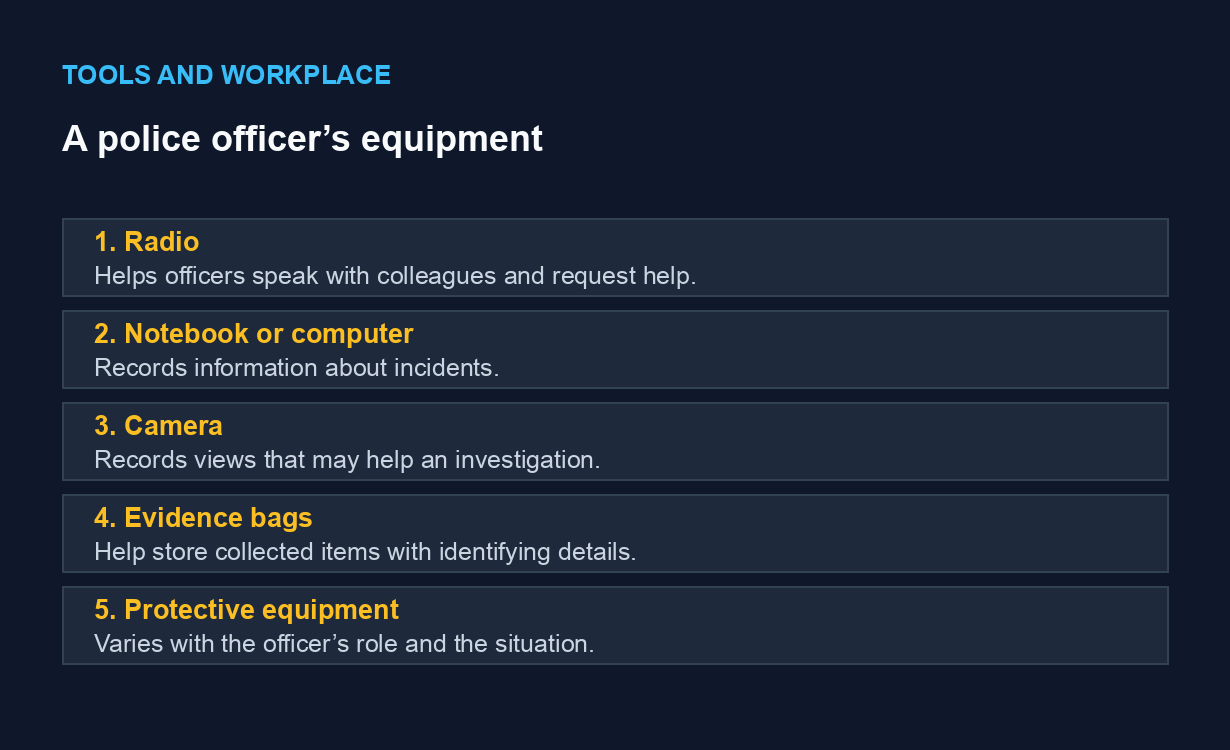 TOOLS AND WORKPLACE
A police officer’s equipment
1. Radio
Helps officers speak with colleagues and request help.
2. Notebook or computer
Records information about incidents.
3. Camera
Records views that may help an investigation.
4. Evidence bags
Help store collected items with identifying details.
5. Protective equipment
Varies with the officer’s role and the situation.